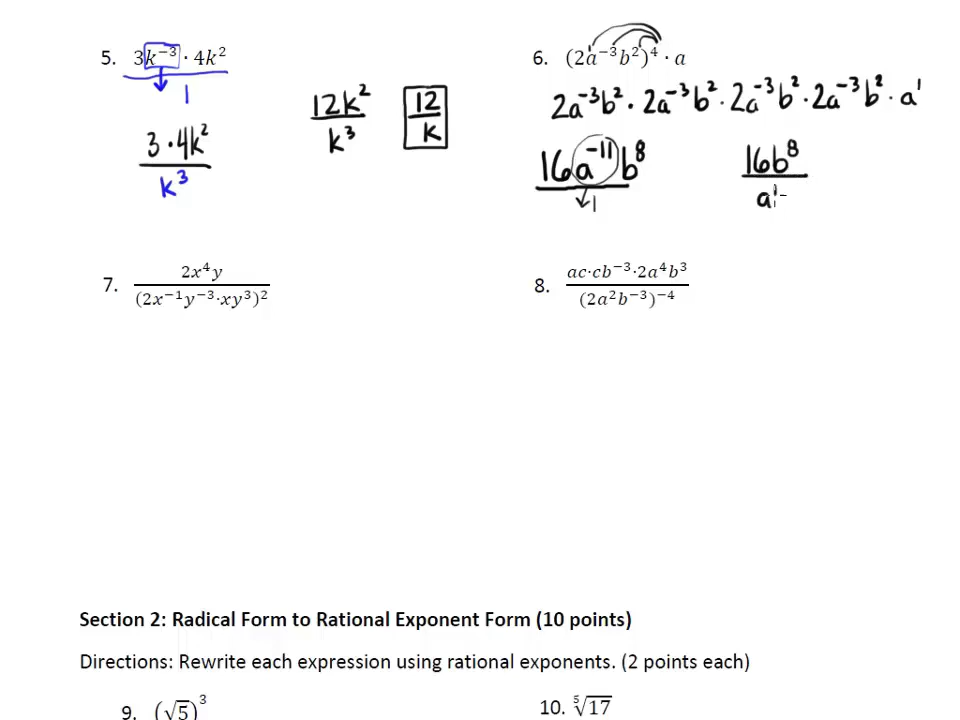 5. 3k⁻³ · 4k²
1
3 · 4k² / k³
12k² / k³
12 / k
6. (2a⁻³b²)⁴ · a
1
2a⁻³b² · 2a⁻³b² · 2a⁻³b² · 2a⁻³b² · a¹
16a⁻¹¹b⁸
1
16b⁸ / a¹
7. 2x⁴y / (2x⁻¹y⁻³·xy³)²
8. ac·cb⁻³·2a⁴b³ / (2a²b⁻³)⁻⁴
Section 2: Radical Form to Rational Exponent Form (10 points)
Directions: Rewrite each expression using rational exponents. (2 points each)
9. (√5)³
10. ⁵√17